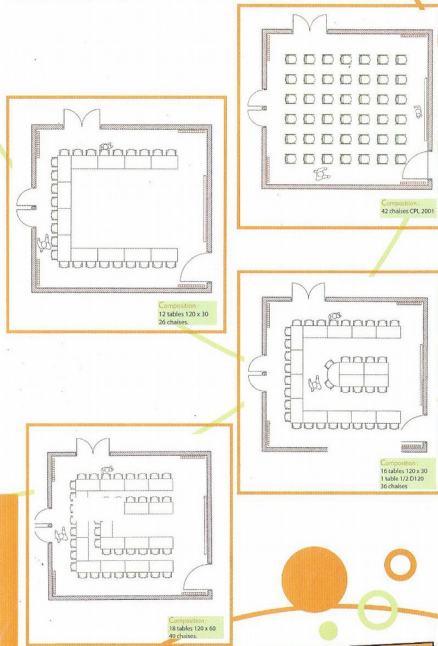 Composition :
42 chaises CPL 2001
Composition :
12 tables 120 x 30
26 chaises.
Composition :
16 tables 120 x 30
1 table 1/2 D120
36 chaises
Composition :
18 tables 120 x 60
40 chaises.